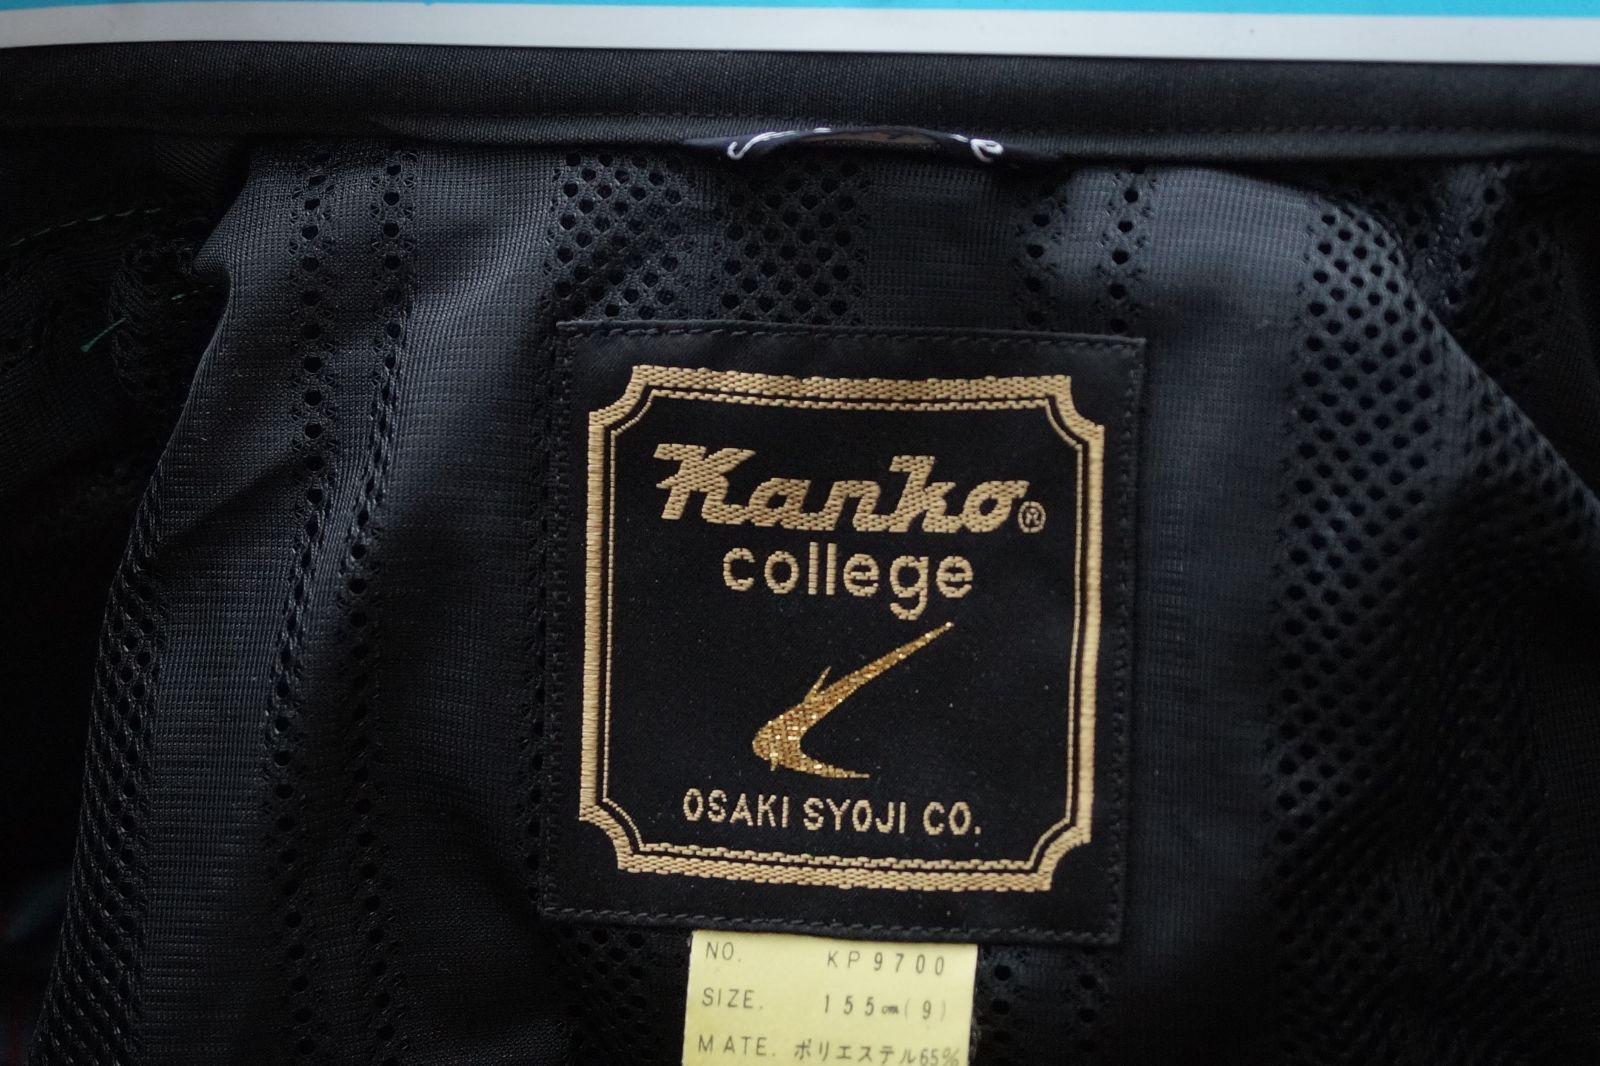 Kanko®
college
OSAKI SYOJI CO.
NO. KP9700
SIZE. 155cm(9)
MATE. ポリエステル65%